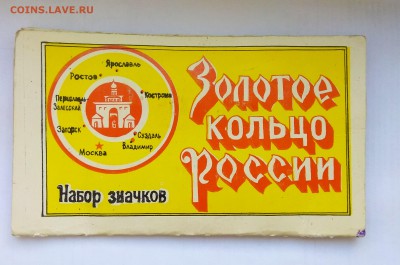 COINS.LAVE.RU
Ярославль
Ростов
Кострома
Переславль
Залесский
Загорск
Суздаль
Владимир
Москва
Набор значков
Золотое
кольцо
России